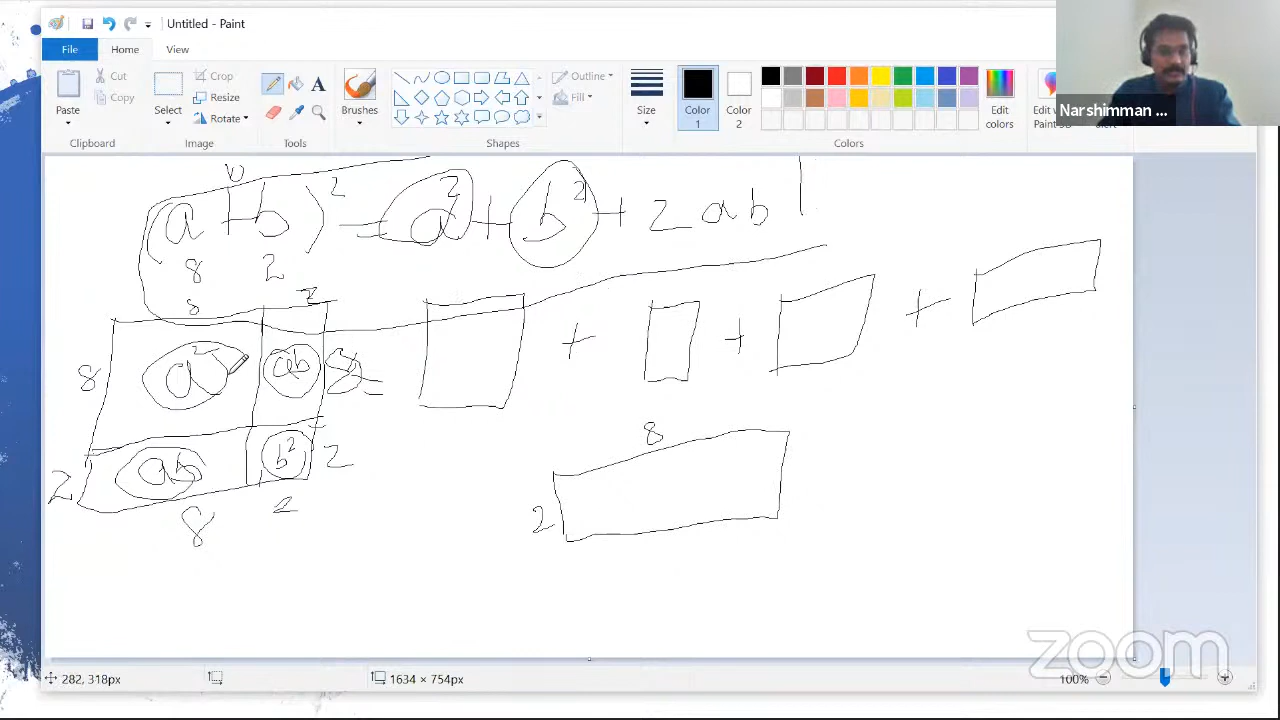 Untitled - Paint
File Home View
Paste
Cut
Copy
Clipboard
Select
Crop
Resize
Rotate
Image
Tools
Brushes
Shapes
Outline
Fill
Size
Color 1
Color 2
Colors
Edit colors
Narshimman ...
(a+b)² = a² + b² + 2ab
8 2
8 2
8 a² ab 8 = + + +
2 ab b² 2
8 2
8
2
zoom
282, 318px
1634 × 754px
100%